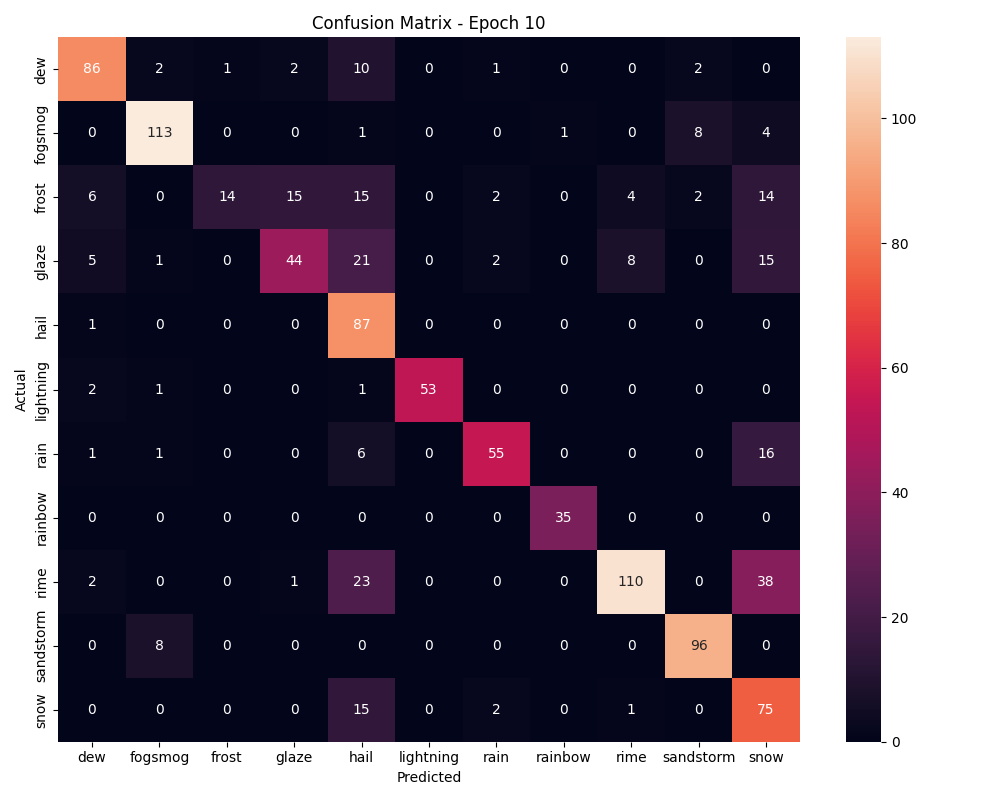 Confusion Matrix - Epoch 10
Actual
dew 86 2 1 2 10 0 1 0 0 2 0
fogsmog 0 113 0 0 1 0 0 1 0 8 4
frost 6 0 14 15 15 0 2 0 4 2 14
glaze 5 1 0 44 21 0 2 0 8 0 15
hail 1 0 0 0 87 0 0 0 0 0 0
lightning 2 1 0 0 1 53 0 0 0 0 0
rain 1 1 0 0 6 0 55 0 0 0 16
rainbow 0 0 0 0 0 0 0 35 0 0 0
rime 2 0 0 1 23 0 0 0 110 0 38
sandstorm 0 8 0 0 0 0 0 0 0 96 0
snow 0 0 0 0 15 0 2 0 1 0 75
dew fogsmog frost glaze hail lightning rain rainbow rime sandstorm snow
Predicted
100
80
60
40
20
0